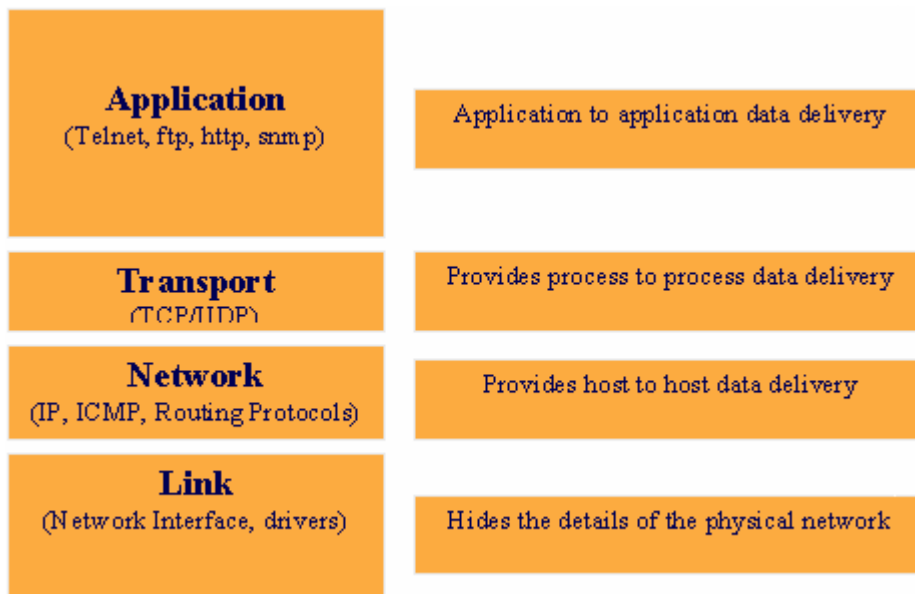 Application
(Telnet, ftp, http, snmp)
Application to application data delivery
Transport
(TCP/UDP)
Provides process to process data delivery
Network
(IP, ICMP, Routing Protocols)
Provides host to host data delivery
Link
(Network Interface, drivers)
Hides the details of the physical network